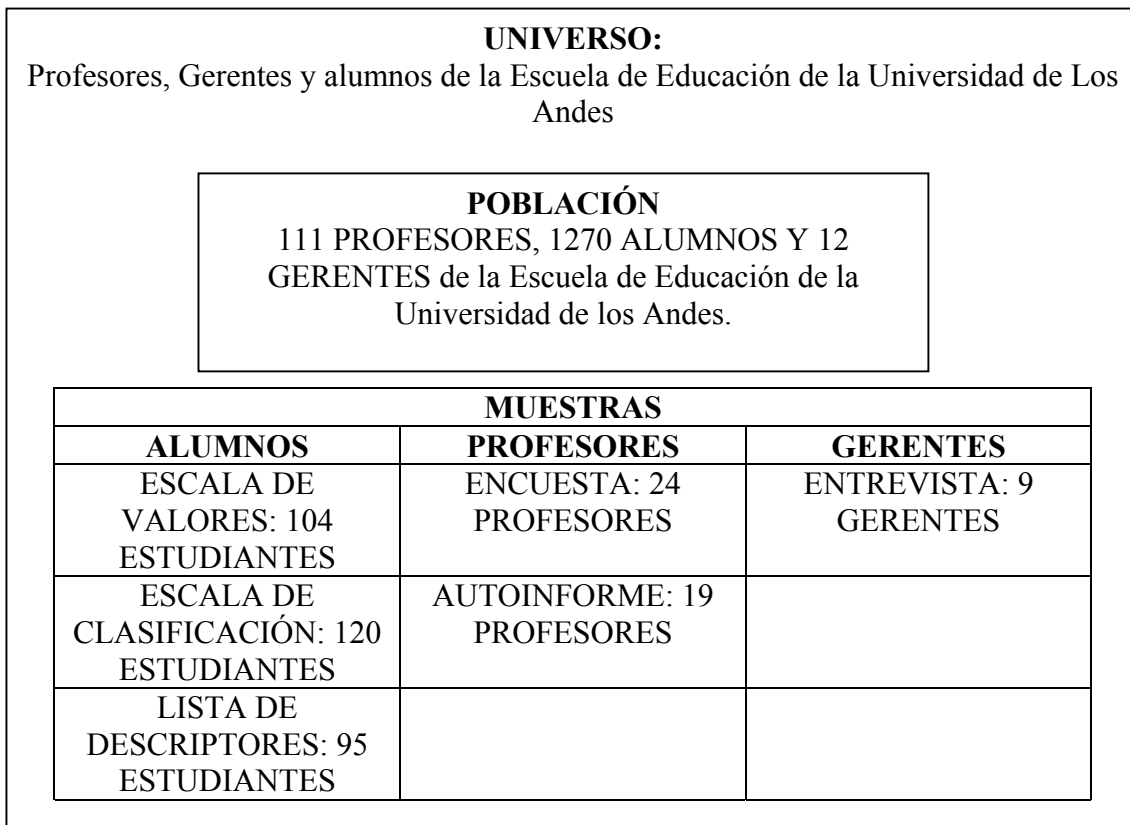 UNIVERSO:
Profesores, Gerentes y alumnos de la Escuela de Educación de la Universidad de Los
Andes
POBLACIÓN
111 PROFESORES, 1270 ALUMNOS Y 12
GERENTES de la Escuela de Educación de la
Universidad de los Andes.
MUESTRAS
ALUMNOS
PROFESORES
GERENTES
ESCALA DE
VALORES: 104
ESTUDIANTES
ENCUESTA: 24
PROFESORES
ENTREVISTA: 9
GERENTES
ESCALA DE
CLASIFICACIÓN: 120
ESTUDIANTES
AUTOINFORME: 19
PROFESORES
LISTA DE
DESCRIPTORES: 95
ESTUDIANTES